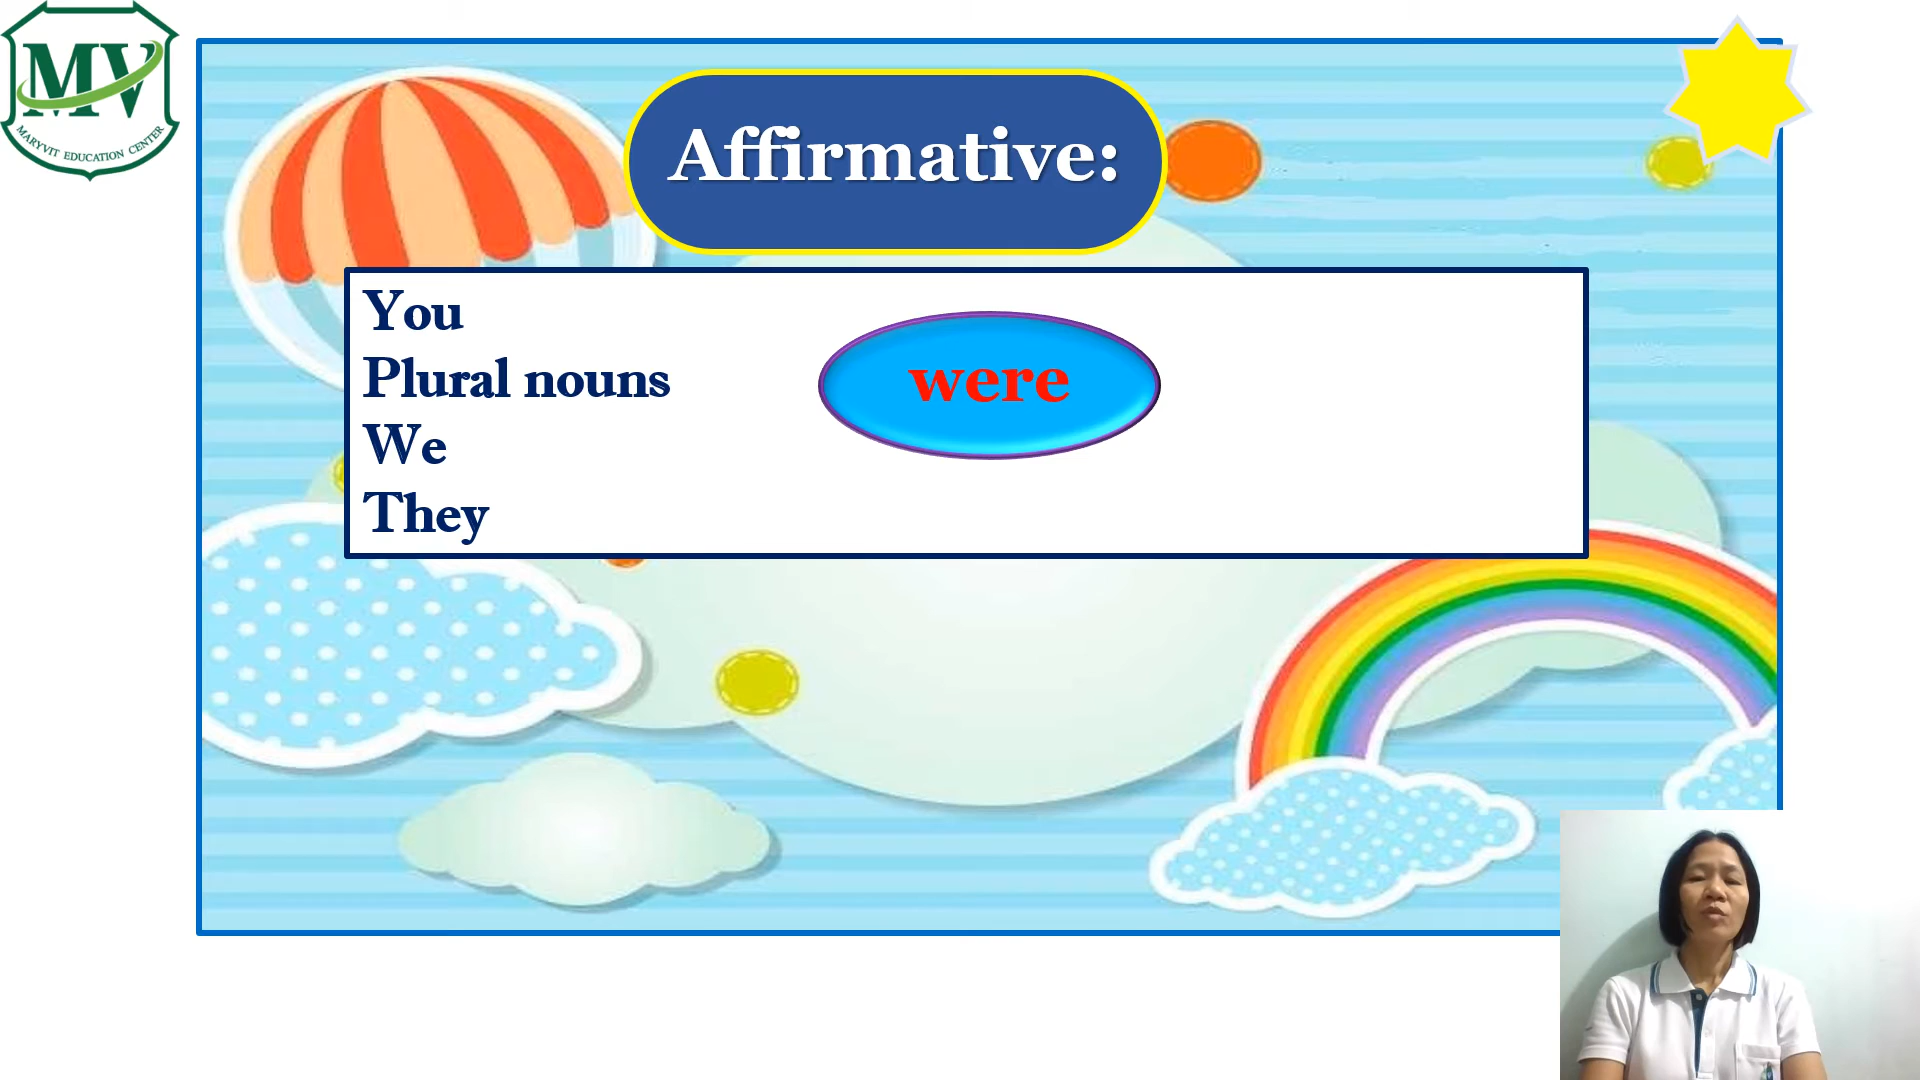 MV
MARYVIT EDUCATION CENTER
Affirmative:
You
Plural nouns
were
We
They